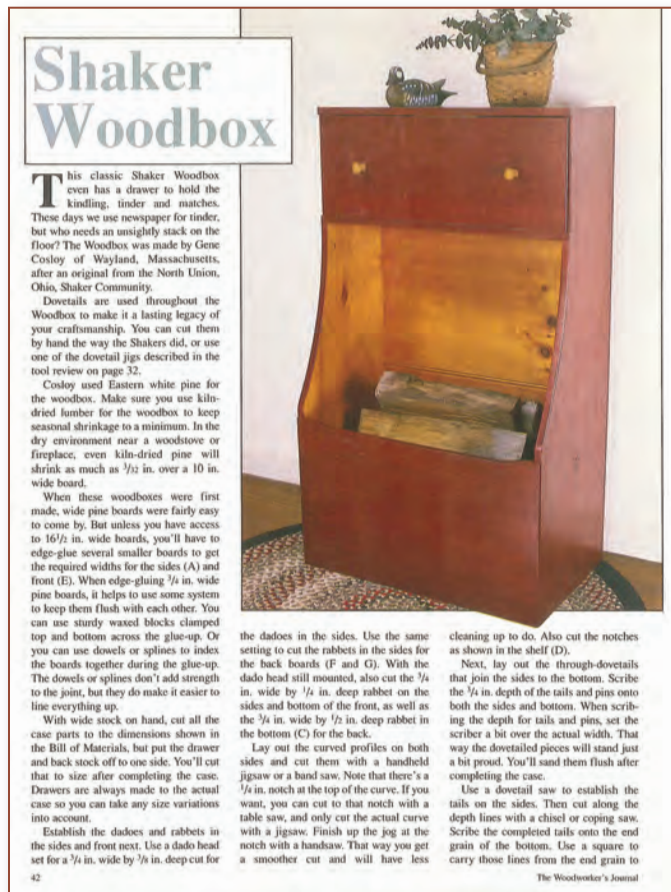 Shaker
Woodbox
This classic Shaker Woodbox
even has a drawer to hold the
kindling, tinder and matches.
These days we use newspaper for tinder,
but who needs an unsightly stack on the
floor? The Woodbox was made by Gene
Cosloy of Wayland, Massachusetts,
after an original from the North Union,
Ohio, Shaker Community.
Dovetails are used throughout the
Woodbox to make it a lasting legacy of
your craftsmanship. You can cut them
by hand the way the Shakers did, or use
one of the dovetail jigs described in the
tool review on page 32.
Cosloy used Eastern white pine for
the woodbox. Make sure you use kiln-
dried lumber for the woodbox to keep
seasonal shrinkage to a minimum. In the
dry environment near a woodstove or
fireplace, even kiln-dried pine will
shrink as much as 3/32 in. over a 10 in.
wide board.
When these woodboxes were first
made, wide pine boards were fairly easy
to come by. But unless you have access
to 16 1/2 in. wide boards, you'll have to
edge-glue several smaller boards to get
the required widths for the sides (A) and
front (E). When edge-gluing 3/4 in. wide
pine boards, it helps to use some system
to keep them flush with each other. You
can use sturdy waxed blocks clamped
top and bottom across the glue-up. Or
you can use dowels or splines to index
the boards together during the glue-up.
The dowels or splines don't add strength
to the joint, but they do make it easier to
line everything up.
With wide stock on hand, cut all the
case parts to the dimensions shown in
the Bill of Materials, but put the drawer
and back stock off to one side. You'll cut
that to size after completing the case.
Drawers are always made to the actual
case so you can take any size variations
into account.
Establish the dadoes and rabbets in
the sides and front next. Use a dado head
set for a 3/4 in. wide by 3/8 in. deep cut for
the dadoes in the sides. Use the same
setting to cut the rabbets in the sides for
the back boards (F and G). With the
dado head still mounted, also cut the 3/4
in. wide by 1/4 in. deep rabbet on the
sides and bottom of the front, as well as
the 3/4 in. wide by 1/2 in. deep rabbet in
the bottom (C) for the back.
Lay out the curved profiles on both
sides and cut them with a handheld
jigsaw or a band saw. Note that there's a
1/4 in. notch at the top of the curve. If you
want, you can cut to that notch with a
table saw, and only cut the actual curve
with a jigsaw. Finish up the jog at the
notch with a handsaw. That way you get
a smoother cut and will have less
cleaning up to do. Also cut the notches
as shown in the shelf (D).
Next, lay out the through-dovetails
that join the sides to the bottom. Scribe
the 3/4 in. depth of the tails and pins onto
both the sides and bottom. When scrib-
ing the depth for tails and pins, set the
scriber a bit over the actual width. That
way the dovetailed pieces will stand just
a bit proud. You'll sand them flush after
completing the case.
Use a dovetail saw to establish the
tails on the sides. Then cut along the
depth lines with a chisel or coping saw.
Scribe the completed tails onto the end
grain of the bottom. Use a square to
carry those lines from the end grain to
42
The Woodworker's Journal